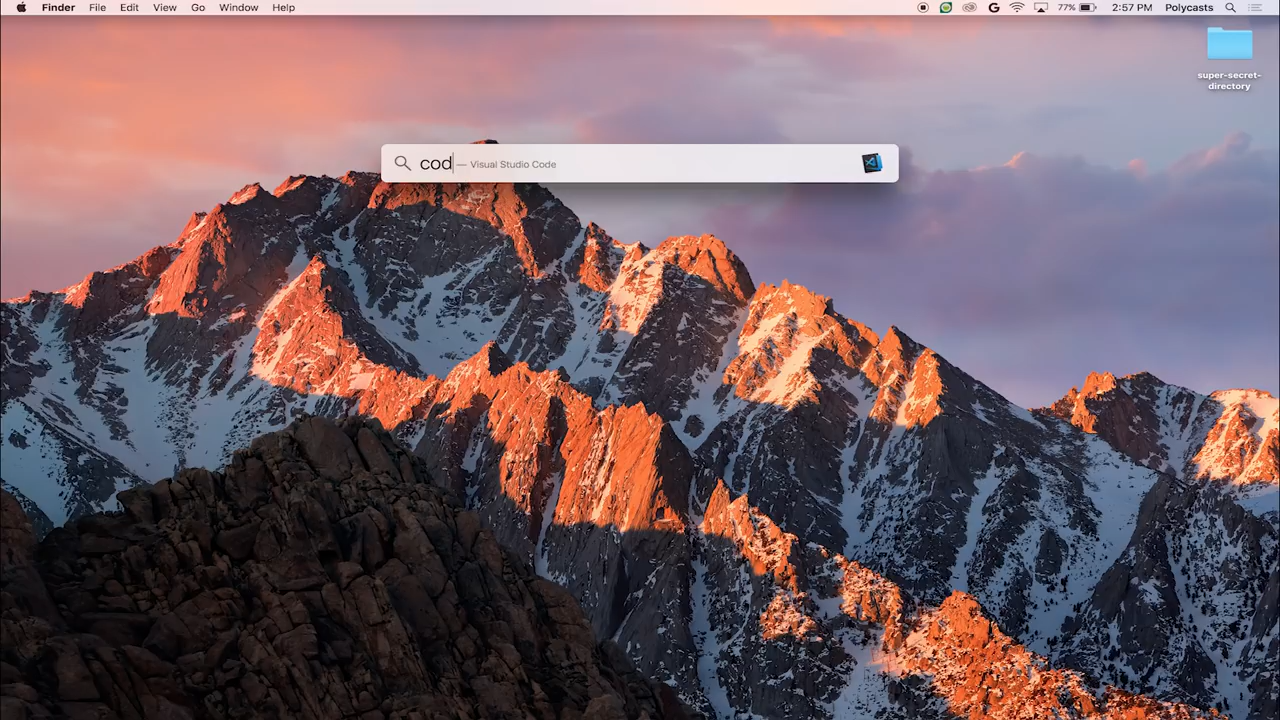 Finder File Edit View Go Window Help 77% 2:57 PM Polycasts
super-secret-
directory
cod — Visual Studio Code